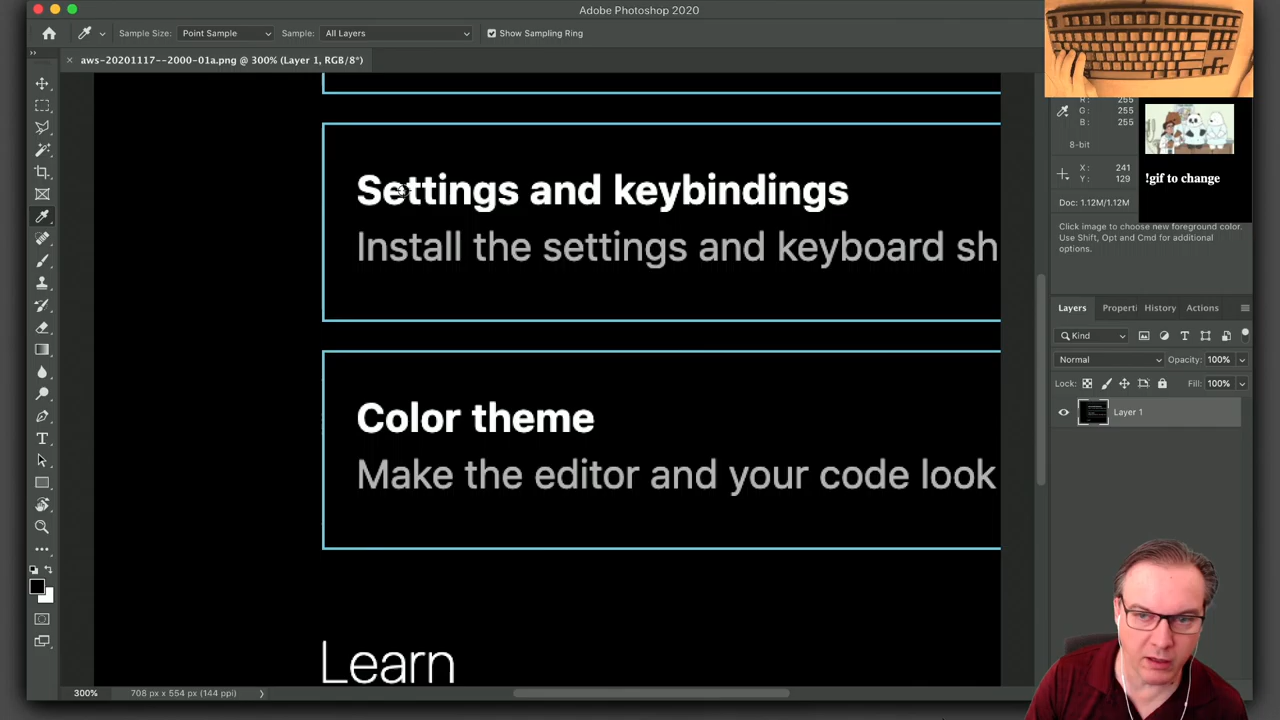 Adobe Photoshop 2020
Sample Size: Point Sample Sample: All Layers Show Sampling Ring
aws-20201117--2000-01a.png @ 300% (Layer 1, RGB/8*)
R: 255
G: 255
B: 255
8-bit
X: 241
Y: 129
!gif to change
Doc: 1.12M/1.12M
Click image to choose new foreground color.
Use Shift, Opt and Cmd for additional
options.
Settings and keybindings
Install the settings and keyboard sh
Color theme
Make the editor and your code look
Learn
Layers Properti History Actions
Kind
Normal Opacity: 100%
Lock: Fill: 100%
Layer 1
300% 708 px x 554 px (144 ppi)